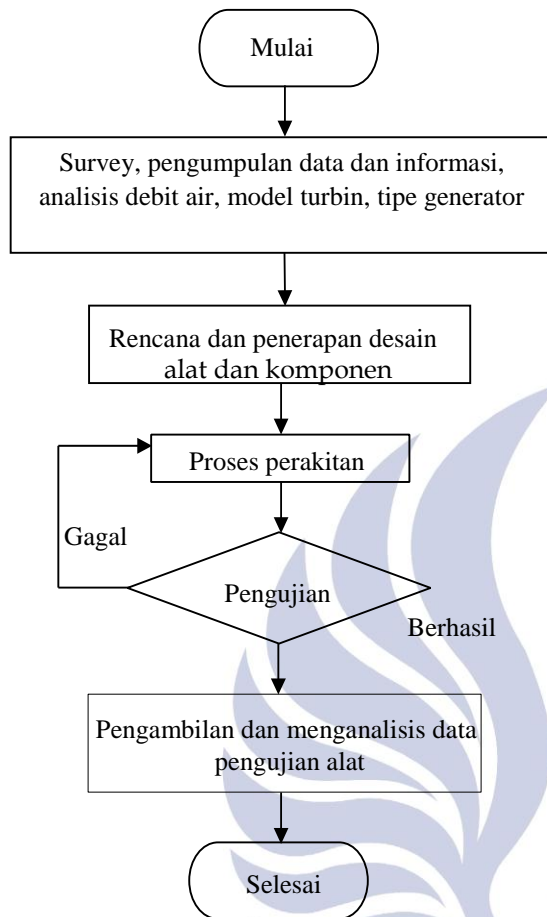 Mulai
Survey, pengumpulan data dan informasi,
analisis debit air, model turbin, tipe generator
Rencana dan penerapan desain
alat dan komponen
Proses perakitan
Gagal
Pengujian
Berhasil
Pengambilan dan menganalisis data
pengujian alat
Selesai